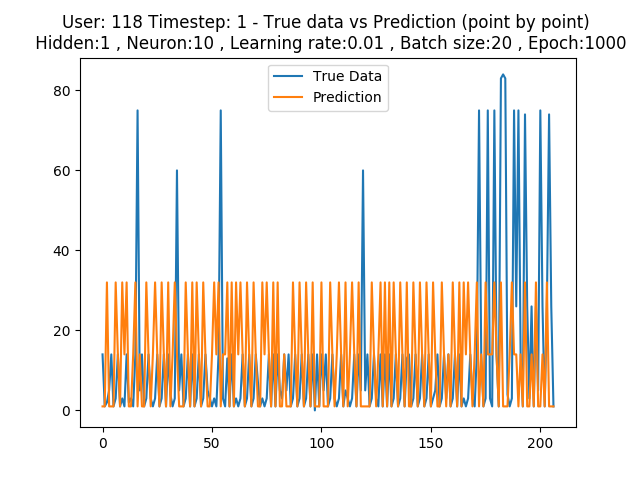 User: 118 Timestep: 1 - True data vs Prediction (point by point)
Hidden:1 , Neuron:10 , Learning rate:0.01 , Batch size:20 , Epoch:1000
True Data
Prediction
80
60
40
20
0
0 50 100 150 200